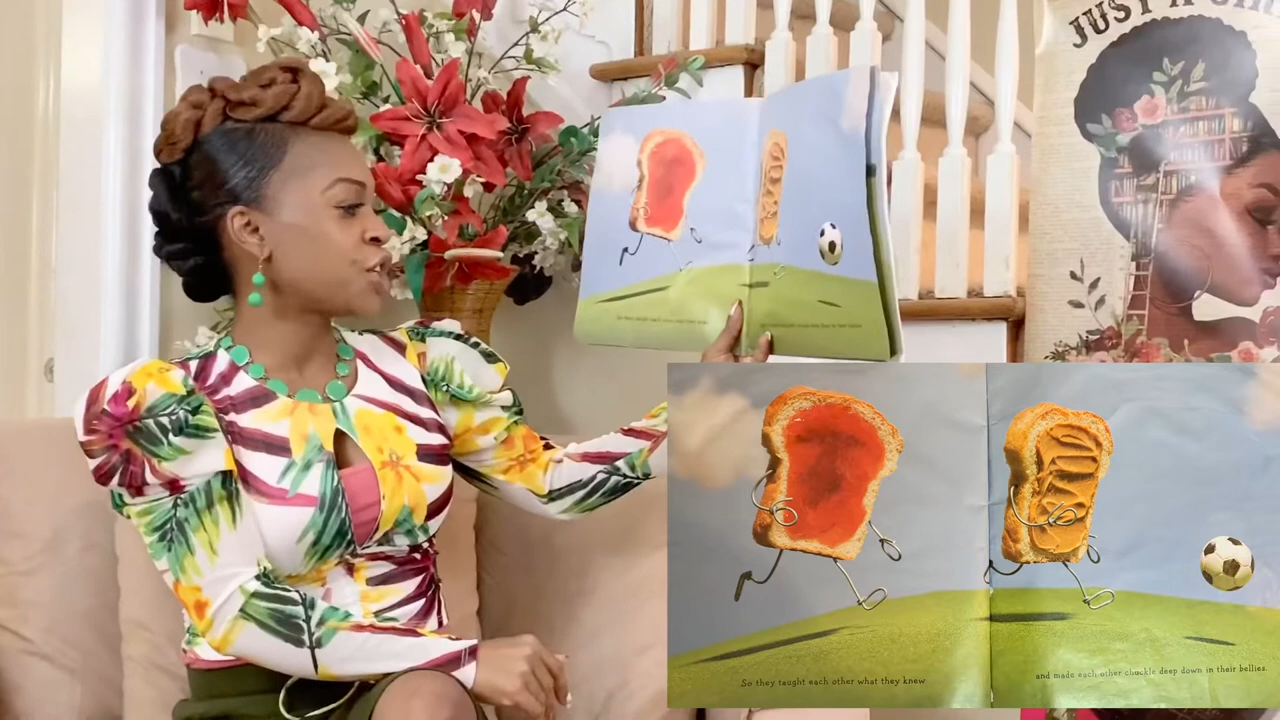 JUST A GIRL
So they taught each other what they knew
and made each other chuckle deep down in their bellies.